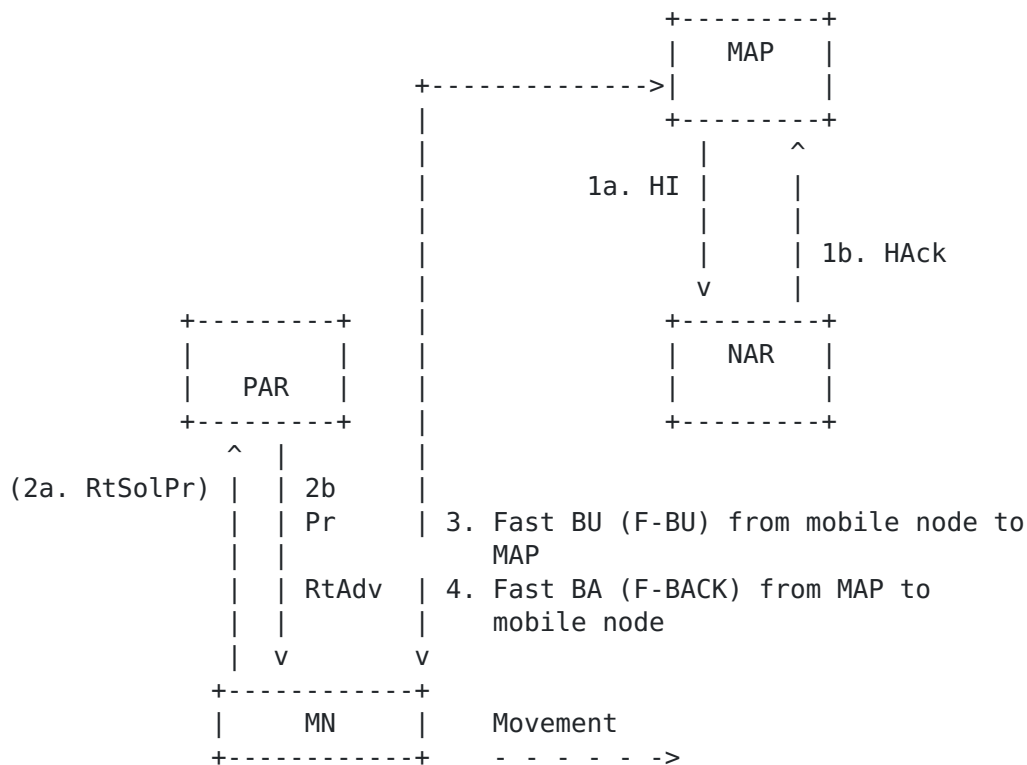 MAP
1a. HI
1b. HAck
NAR
PAR
(2a. RtSolPr) 2b
Pr 3. Fast BU (F-BU) from mobile node to
MAP
RtAdv 4. Fast BA (F-BACK) from MAP to
mobile node
MN Movement